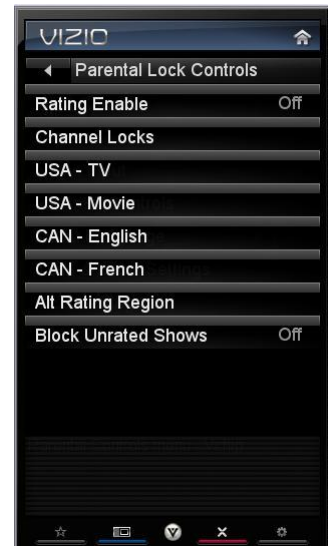 VIZIO
Parental Lock Controls
Rating Enable Off
Channel Locks
USA - TV
USA - Movie
CAN - English
CAN - French
Alt Rating Region
Block Unrated Shows Off
V